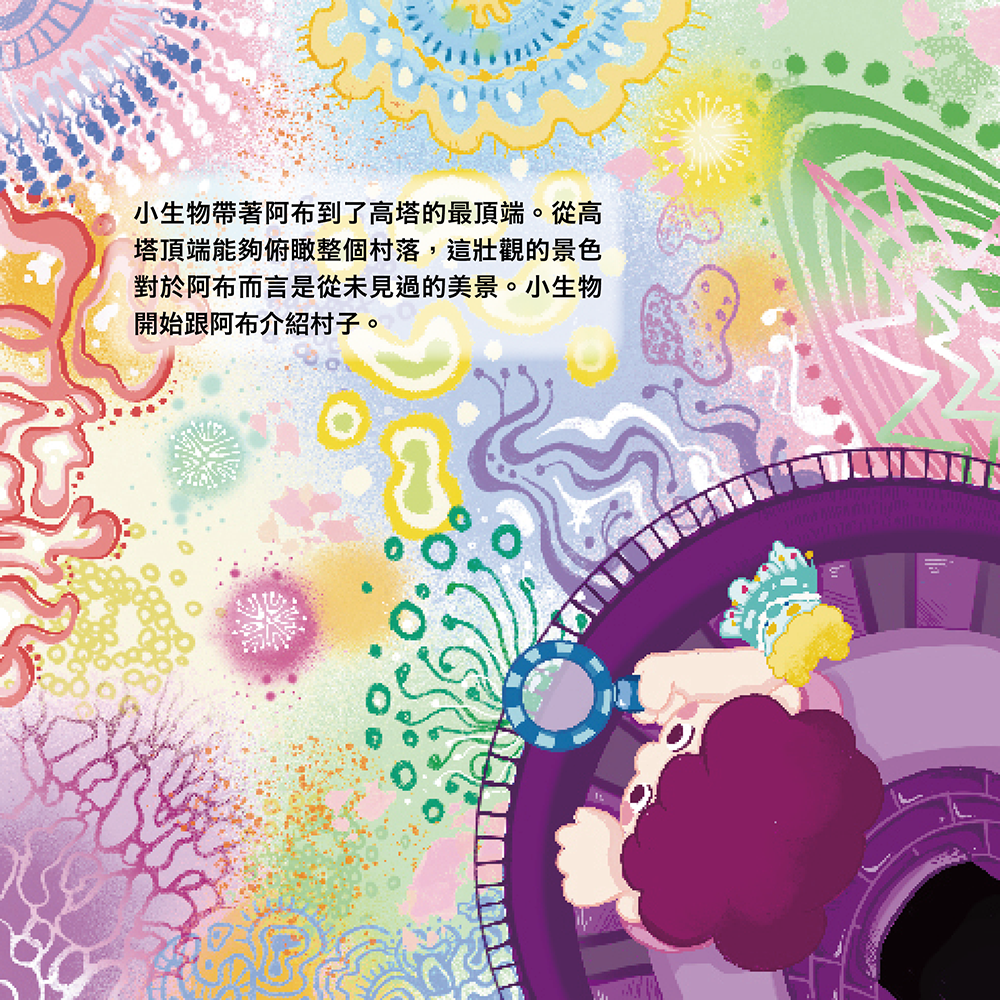 小生物帶著阿布到了高塔的最頂端。從高
塔頂端能夠俯瞰整個村落，這壯觀的景色
對於阿布而言是從未見過的美景。小生物
開始跟阿布介紹村子。